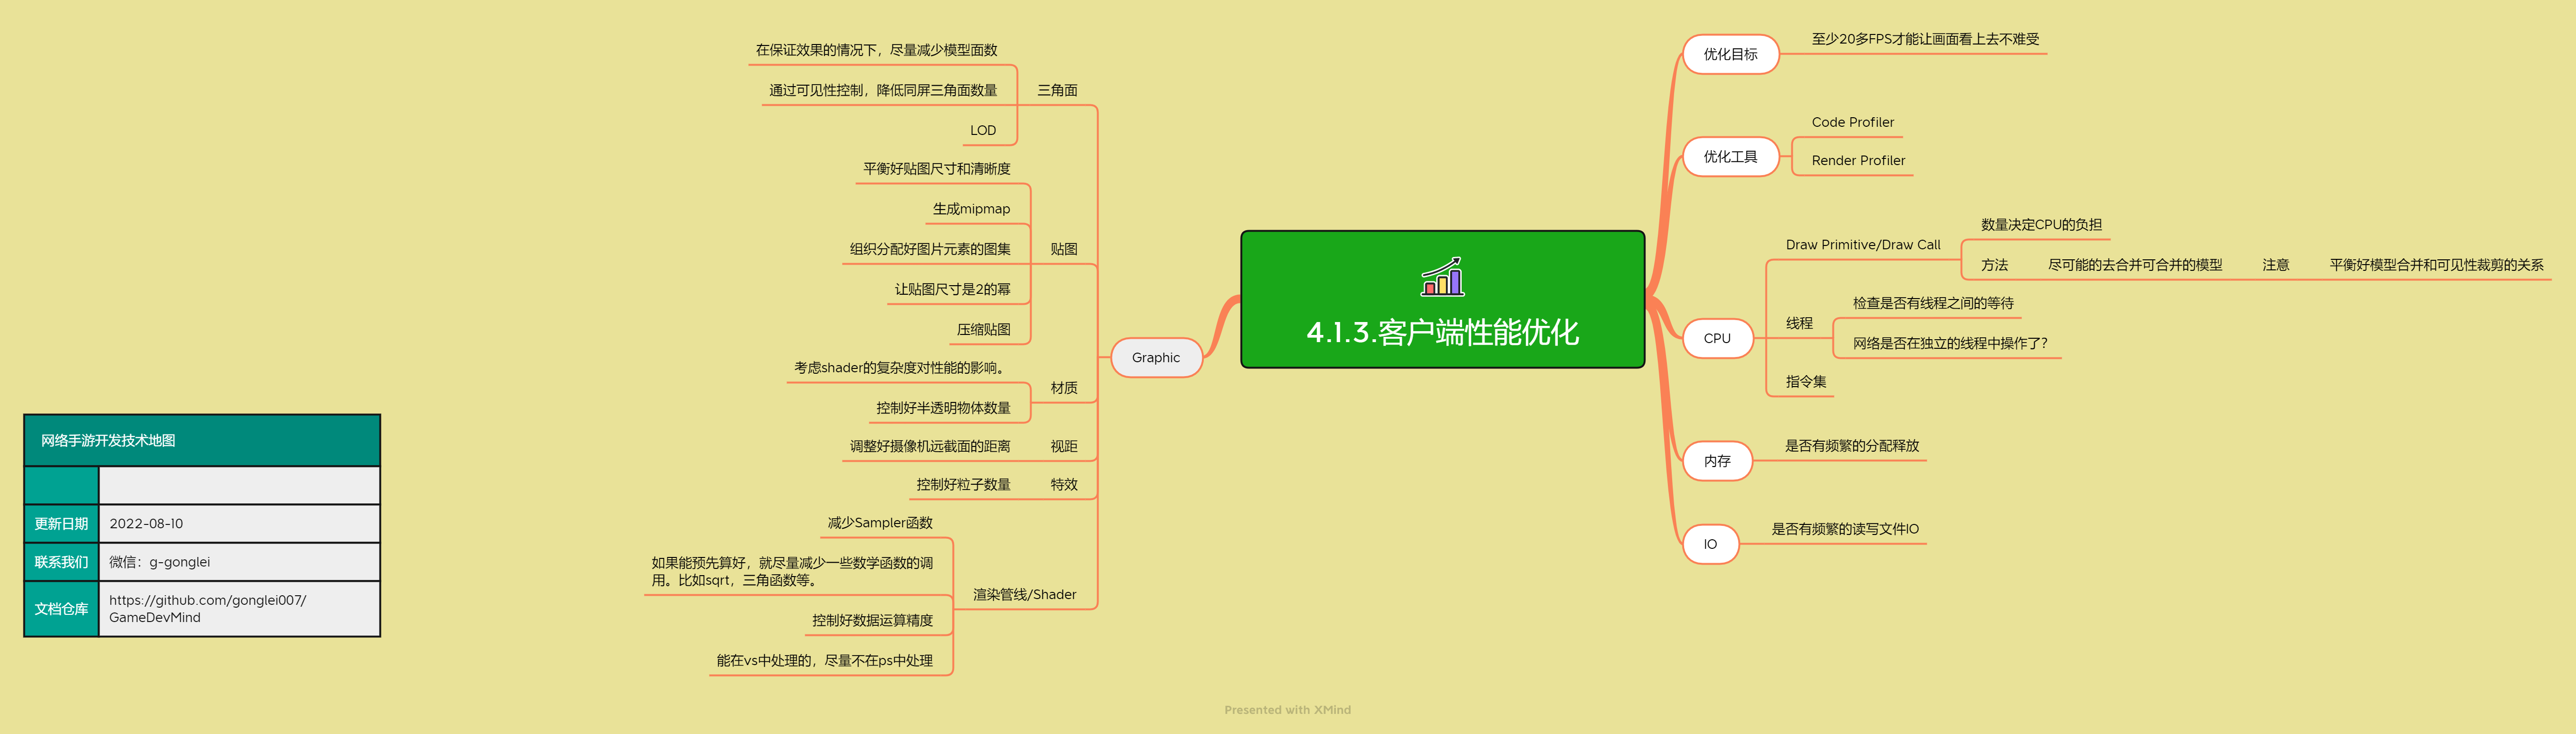 4.1.3.客户端性能优化
优化目标
至少20多FPS才能让画面看上去不难受
优化工具
Code Profiler
Render Profiler
CPU
Draw Primitive/Draw Call
数量决定CPU的负担
方法
尽可能的去合并可合并的模型
注意
平衡好模型合并和可见性裁剪的关系
线程
检查是否有线程之间的等待
网络是否在独立的线程中操作了？
指令集
内存
是否有频繁的分配释放
IO
是否有频繁的读写文件IO
Graphic
三角面
在保证效果的情况下，尽量减少模型面数
通过可见性控制，降低同屏三角面数量
LOD
贴图
平衡好贴图尺寸和清晰度
生成mipmap
组织分配好图片元素的图集
让贴图尺寸是2的幂
压缩贴图
材质
考虑shader的复杂度对性能的影响。
控制好半透明物体数量
视距
调整好摄像机远截面的距离
特效
控制好粒子数量
渲染管线/Shader
减少Sampler函数
如果能预先算好，就尽量减少一些数学函数的调
用。比如sqrt，三角函数等。
控制好数据运算精度
能在vs中处理的，尽量不在ps中处理
网络手游开发技术地图
更新日期
2022-08-10
联系我们
微信：g-gonglei
文档仓库
https://github.com/gonglei007/
GameDevMind
Presented with XMind